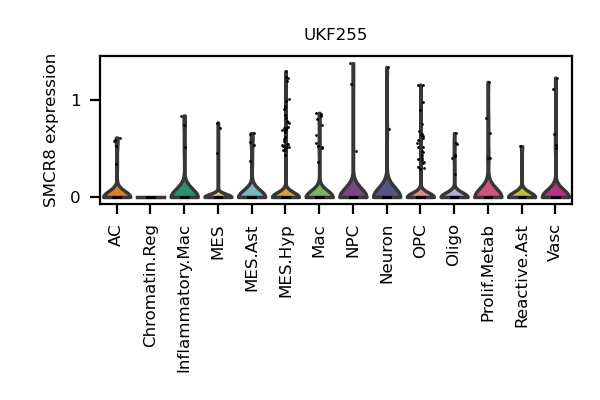 UKF255
SMCR8 expression
1
0
AC
Chromatin.Reg
Inflammatory.Mac
MES
MES.Ast
MES.Hyp
Mac
NPC
Neuron
OPC
Oligo
Prolif.Metab
Reactive.Ast
Vasc